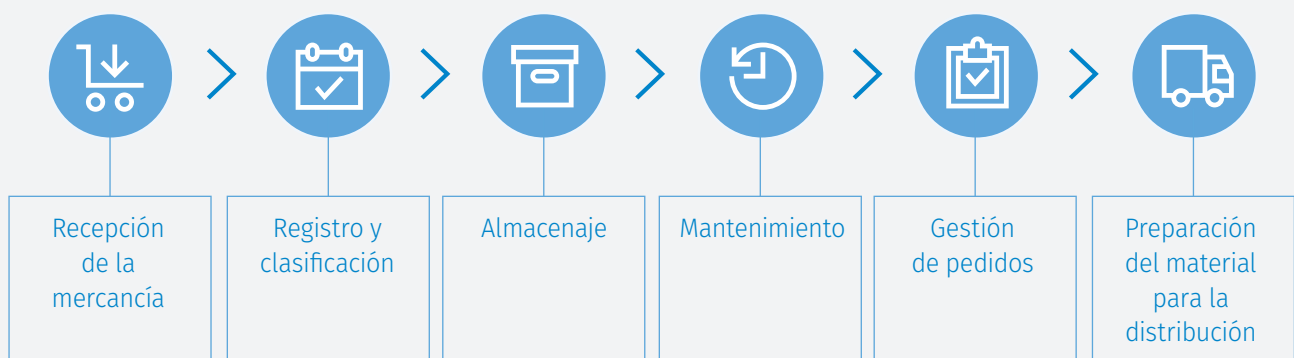 Recepción
de la
mercancía
Registro y
clasificación
Almacenaje
Mantenimiento
Gestión
de pedidos
Preparación
del material
para la
distribución